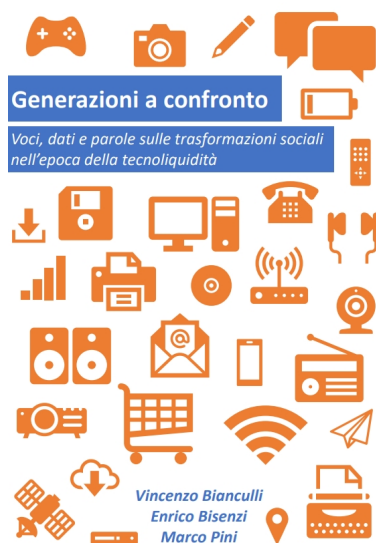 Generazioni a confronto
Voci, dati e parole sulle trasformazioni sociali
nell'epoca della tecnoliquidità
@
Vincenzo Bianculli
Enrico Bisenzi
Marco Pini